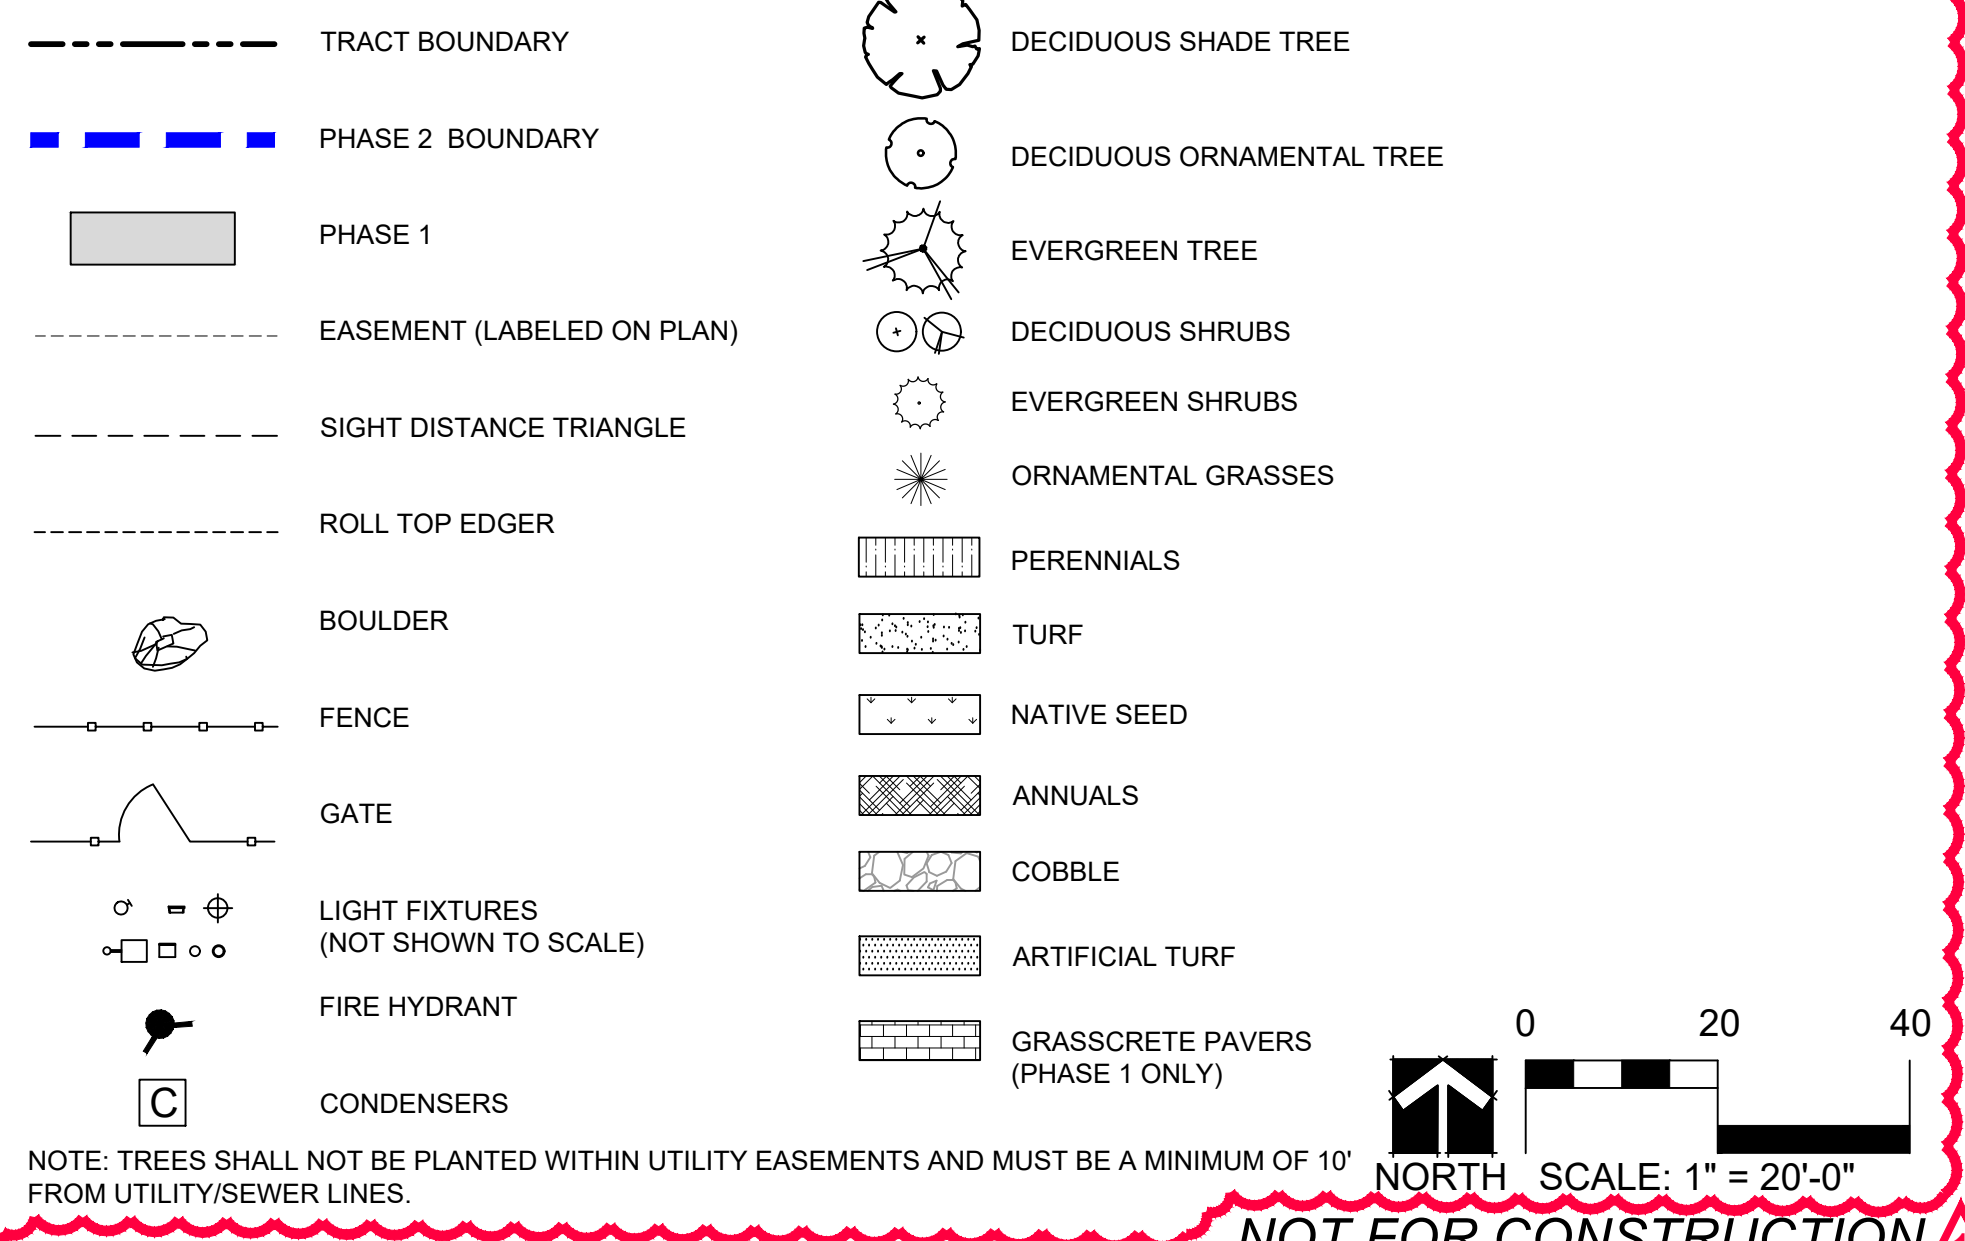 TRACT BOUNDARY
PHASE 2  BOUNDARY
PHASE 1
EASEMENT (LABELED ON PLAN)
SIGHT DISTANCE TRIANGLE
ROLL TOP EDGER
BOULDER
FENCE
GATE
LIGHT FIXTURES
(NOT SHOWN TO SCALE)
FIRE HYDRANT
C
CONDENSERS
DECIDUOUS SHADE TREE
DECIDUOUS ORNAMENTAL TREE
EVERGREEN TREE
DECIDUOUS SHRUBS
EVERGREEN SHRUBS
ORNAMENTAL GRASSES
PERENNIALS
TURF
NATIVE SEED
ANNUALS
COBBLE
ARTIFICIAL TURF
GRASSCRETE PAVERS
(PHASE 1 ONLY)
0 20 40
NORTH SCALE: 1" = 20'-0"
NOTE: TREES SHALL NOT BE PLANTED WITHIN UTILITY EASEMENTS AND MUST BE A MINIMUM OF 10'
FROM UTILITY/SEWER LINES.
NOT FOR CONSTRUCTION